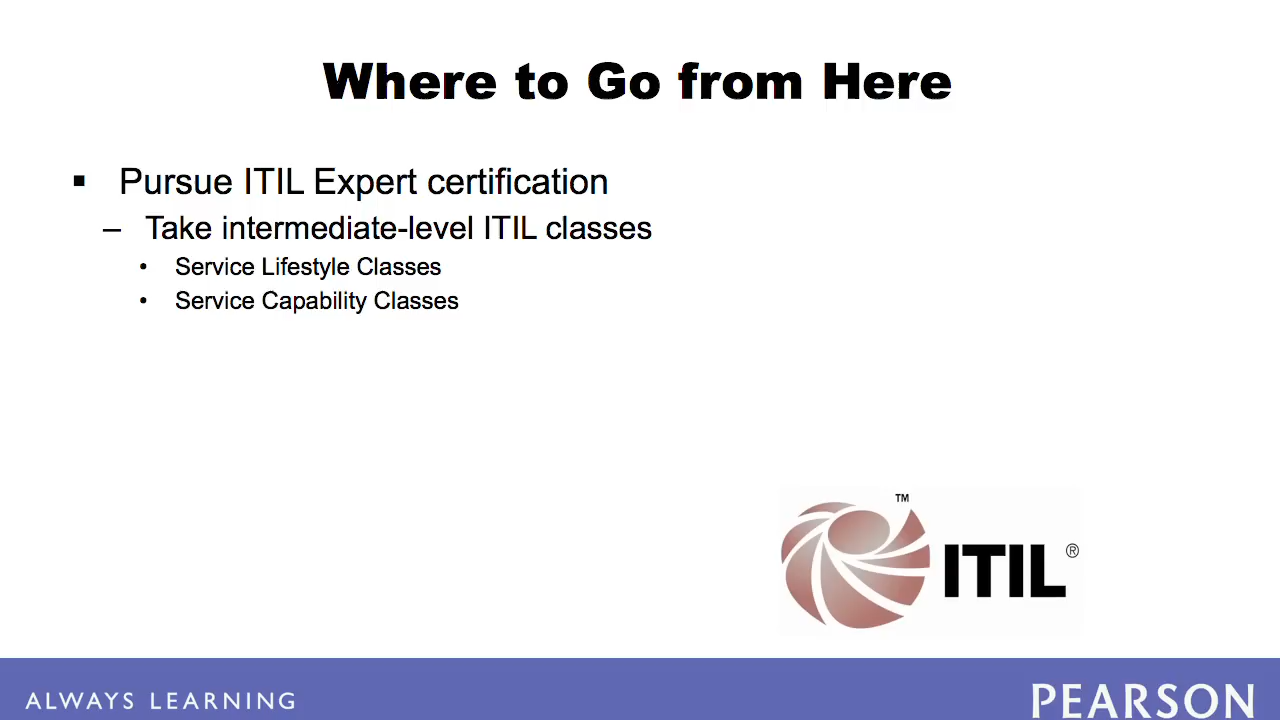 Where to Go from Here
▪ Pursue ITIL Expert certification
– Take intermediate-level ITIL classes
• Service Lifestyle Classes
• Service Capability Classes
TM
ITIL®
ALWAYS LEARNING
PEARSON